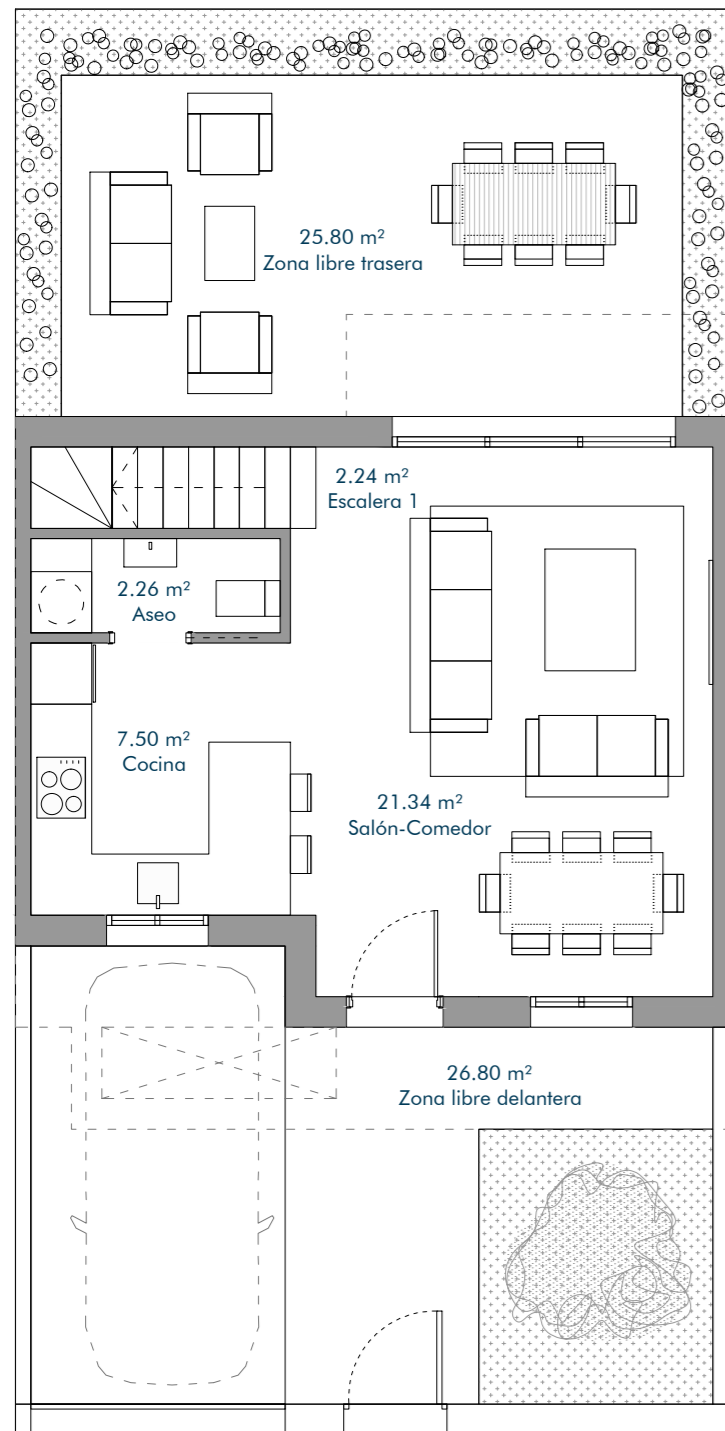 25.80 m²
Zona libre trasera
2.24 m²
Escalera 1
2.26 m²
Aseo
7.50 m²
Cocina
21.34 m²
Salón-Comedor
26.80 m²
Zona libre delantera